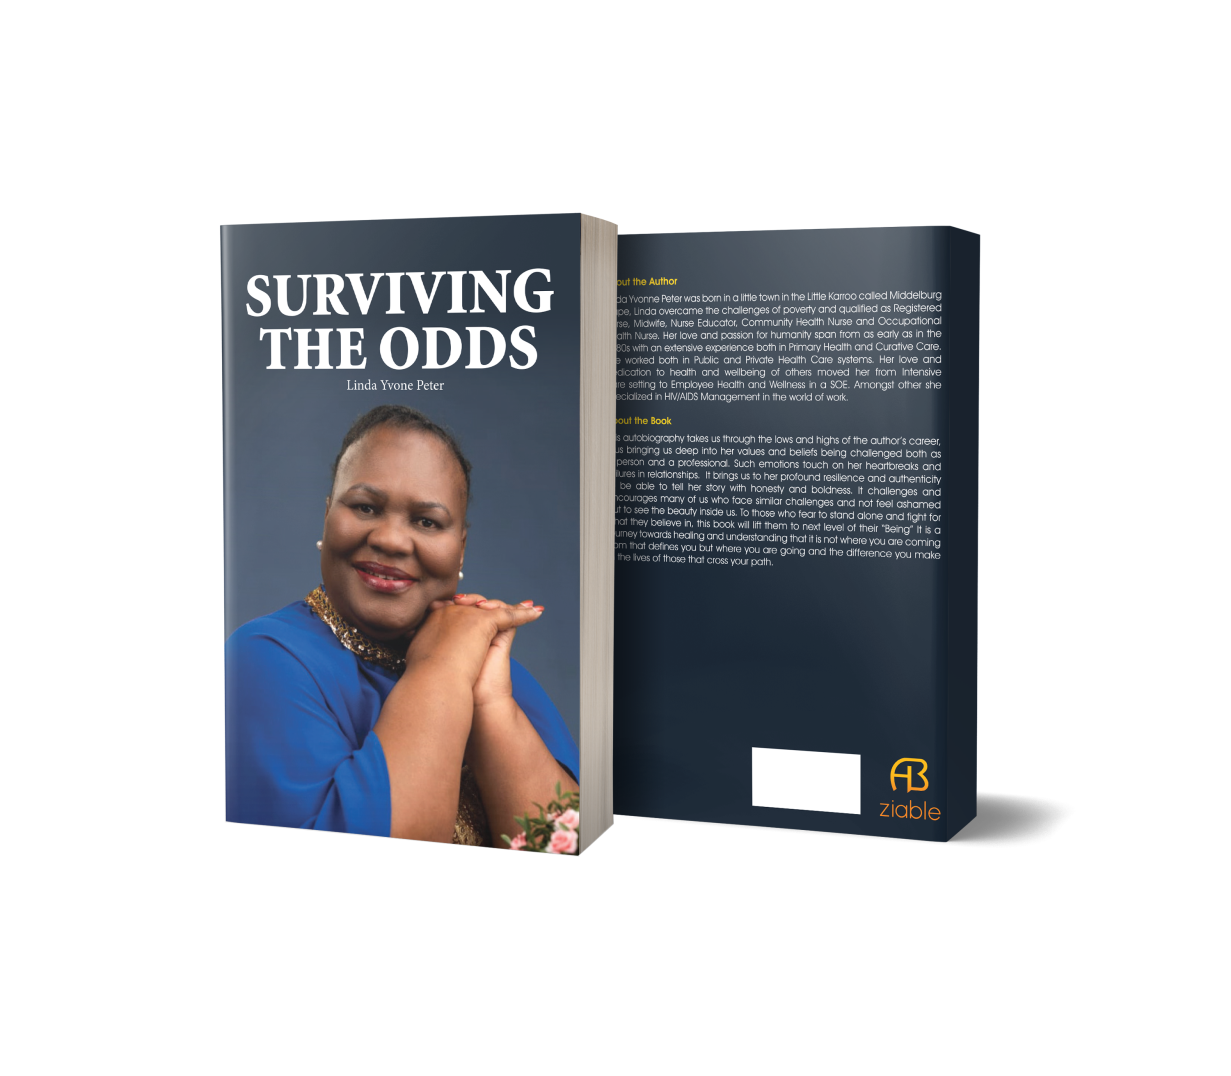 SURVIVING
THE ODDS
Linda Yvone Peter
out the Author
da Yvonne Peter was born in a little town in the Little Karroo called Middelburg
pe, Linda overcame the challenges of poverty and qualified as Registered
rse, Midwife, Nurse Educator, Community Health Nurse and Occupational
alth Nurse. Her love and passion for humanity span from as early as in the
80s with an extensive experience both in Primary Health and Curative Care.
e worked both in Public and Private Health Care systems. Her love and
dication to health and wellbeing of others moved her from Intensive
re setting to Employee Health and Wellness in a SOE. Amongst other she
ecialized in HIV/AIDS Management in the world of work.
out the Book
s autobiography takes us through the lows and highs of the author's career,
us bringing us deep into her values and beliefs being challenged both as
person and a professional. Such emotions touch on her heartbreaks and
ilures in relationships. It brings us to her profound resilience and authenticity
be able to tell her story with honesty and boldness. It challenges and
ncourages many of us who face similar challenges and not feel ashamed
ut to see the beauty inside us. To those who fear to stand alone and fight for
hat they believe in, this book will lift them to next level of their "Being" It is a
urney towards healing and understanding that it is not where you are coming
om that defines you but where you are going and the difference you make
the lives of those that cross your path.
AB
ziable